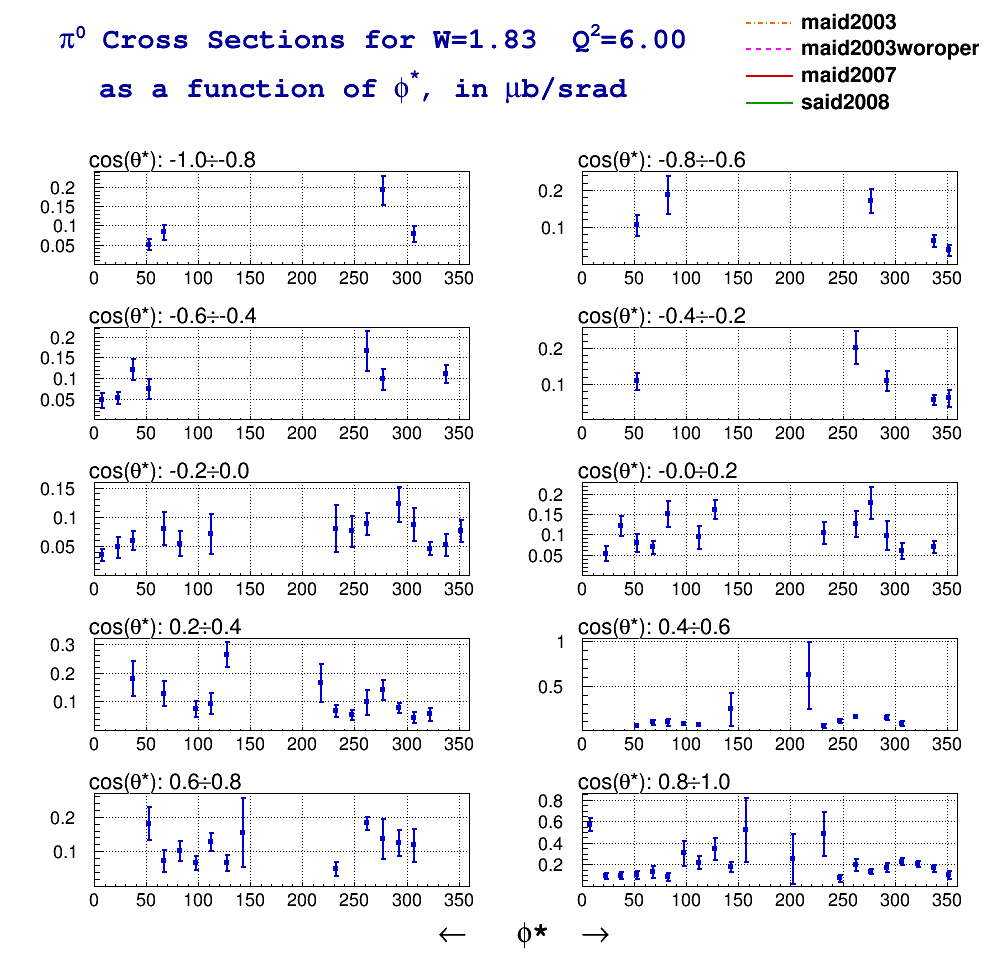 π⁰ Cross Sections for W=1.83 Q²=6.00
as a function of ϕ*, in μb/srad
maid2003
maid2003woroper
maid2007
said2008
cos(θ*): -1.0÷-0.8
0.2
0.15
0.1
0.05
0 50 100 150 200 250 300 350
cos(θ*): -0.8÷-0.6
0.2
0.1
0 50 100 150 200 250 300 350
cos(θ*): -0.6÷-0.4
0.2
0.15
0.1
0.05
0 50 100 150 200 250 300 350
cos(θ*): -0.4÷-0.2
0.2
0.1
0 50 100 150 200 250 300 350
cos(θ*): -0.2÷0.0
0.15
0.1
0.05
0 50 100 150 200 250 300 350
cos(θ*): -0.0÷0.2
0.2
0.15
0.1
0.05
0 50 100 150 200 250 300 350
cos(θ*): 0.2÷0.4
0.3
0.2
0.1
0 50 100 150 200 250 300 350
cos(θ*): 0.4÷0.6
1
0.5
0 50 100 150 200 250 300 350
cos(θ*): 0.6÷0.8
0.2
0.1
0 50 100 150 200 250 300 350
cos(θ*): 0.8÷1.0
0.8
0.6
0.4
0.2
0 50 100 150 200 250 300 350
← ϕ* →